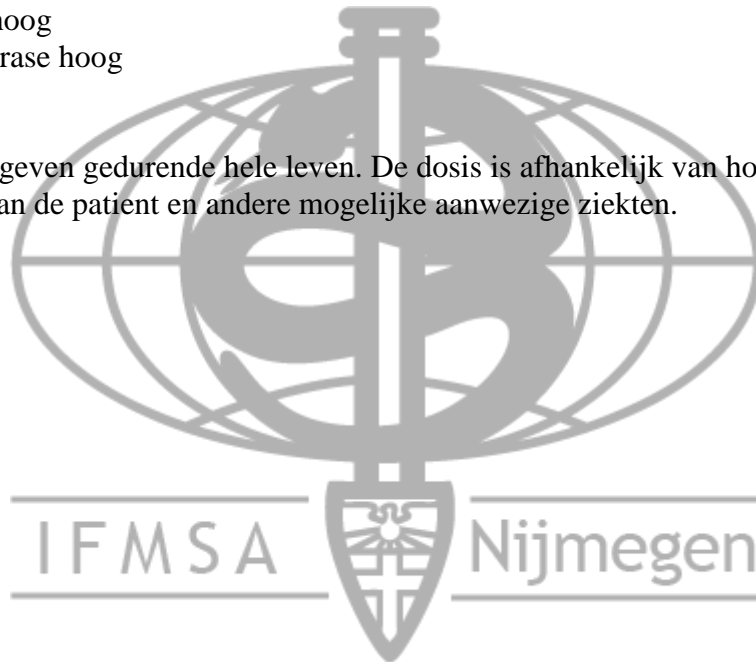 hoog
rase hoog
geven gedurende hele leven. De dosis is afhankelijk van ho
an de patiënt en andere mogelijke aanwezige ziekten.
IFMSA Nijmegen